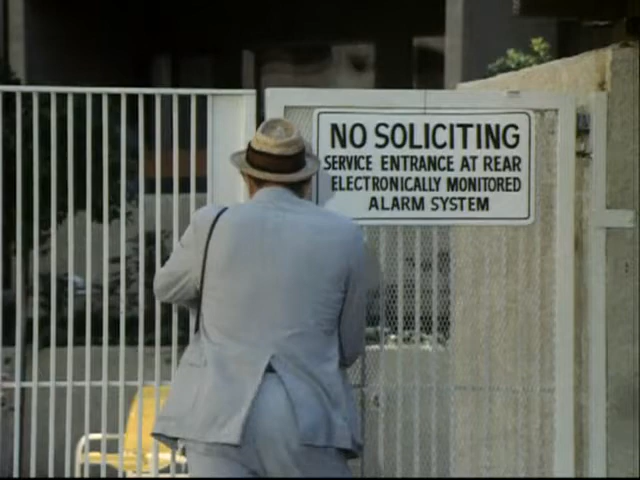 NO SOLICITING
SERVICE ENTRANCE AT REAR
ELECTRONICALLY MONITORED
ALARM SYSTEM